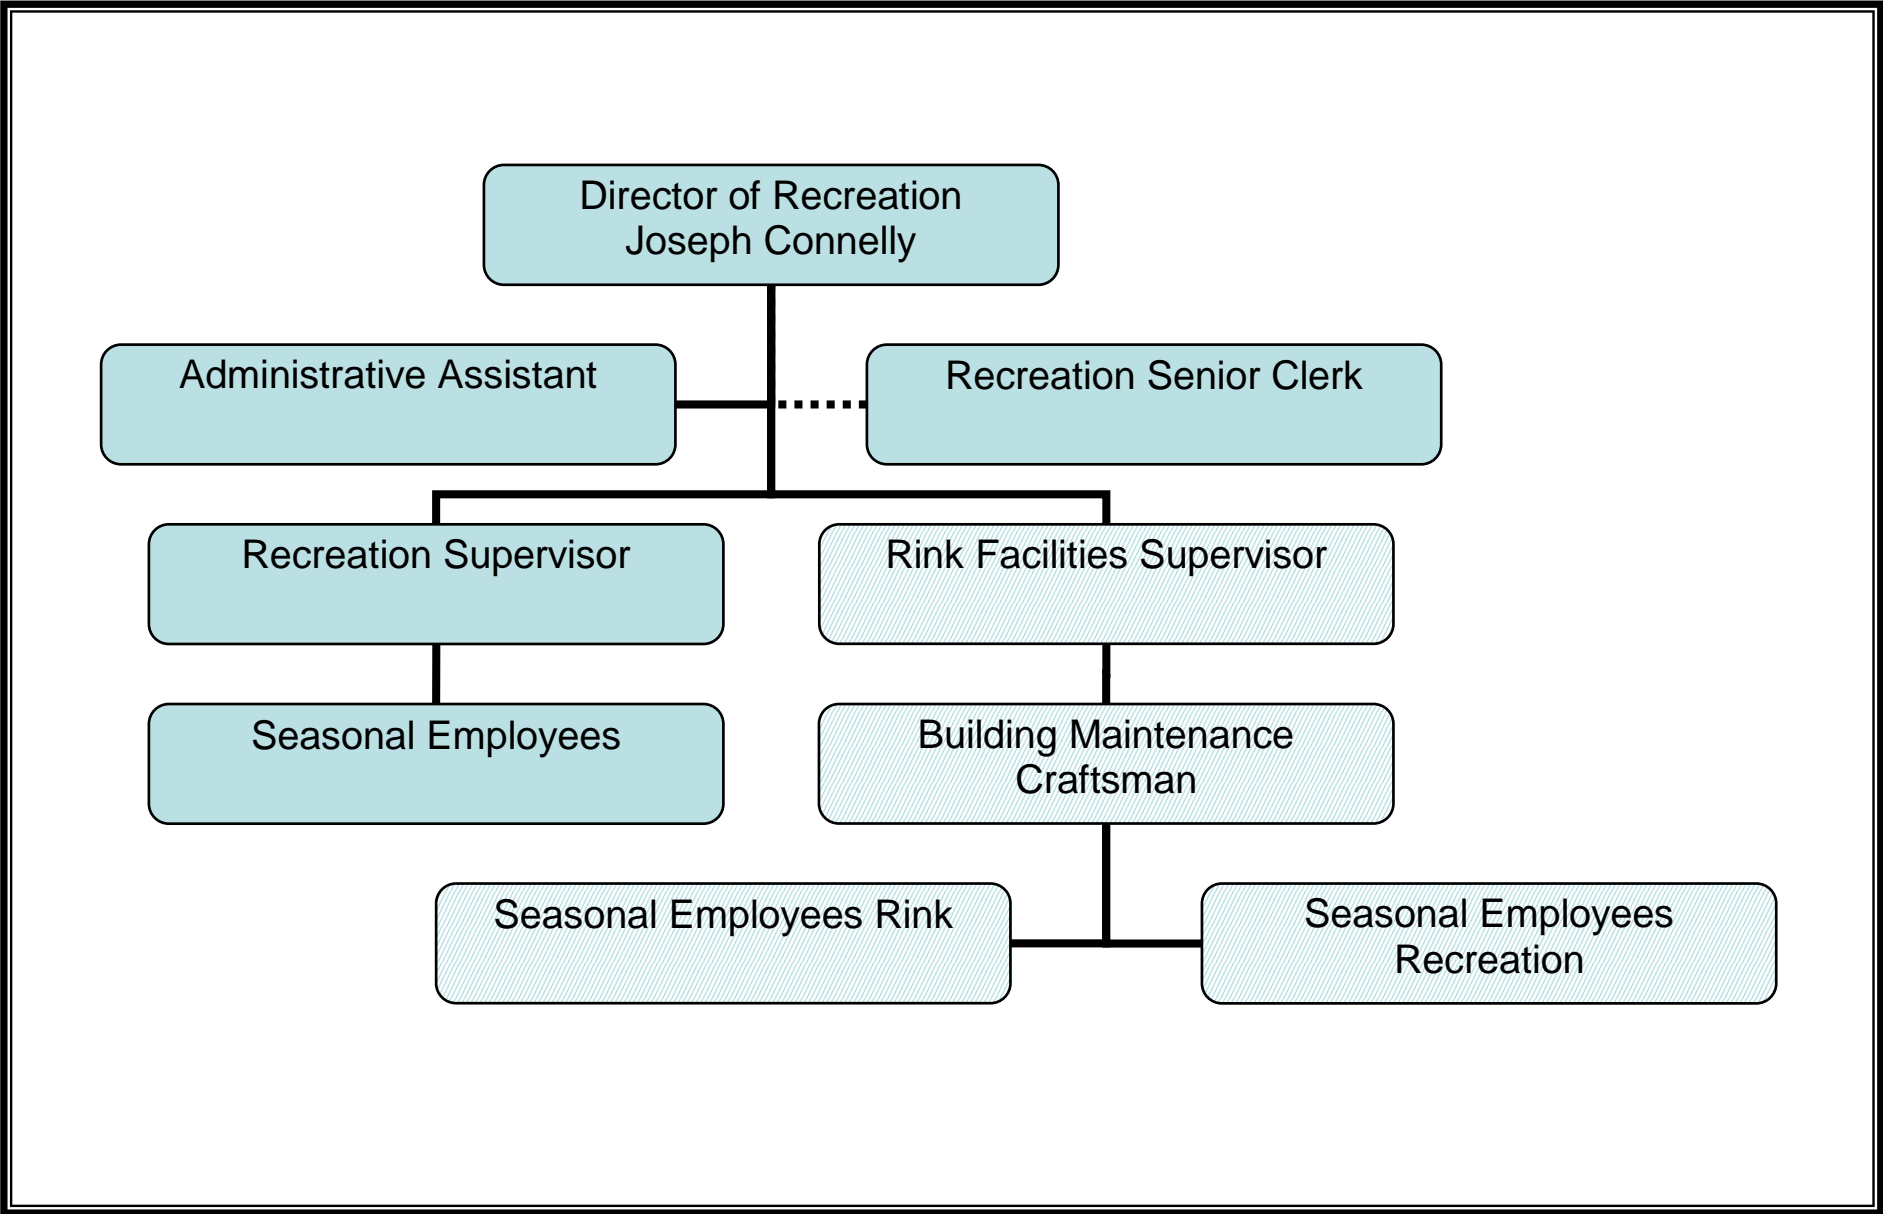 Director of Recreation
Joseph Connelly
Administrative Assistant
Recreation Senior Clerk
Recreation Supervisor
Rink Facilities Supervisor
Seasonal Employees
Building Maintenance
Craftsman
Seasonal Employees Rink
Seasonal Employees
Recreation